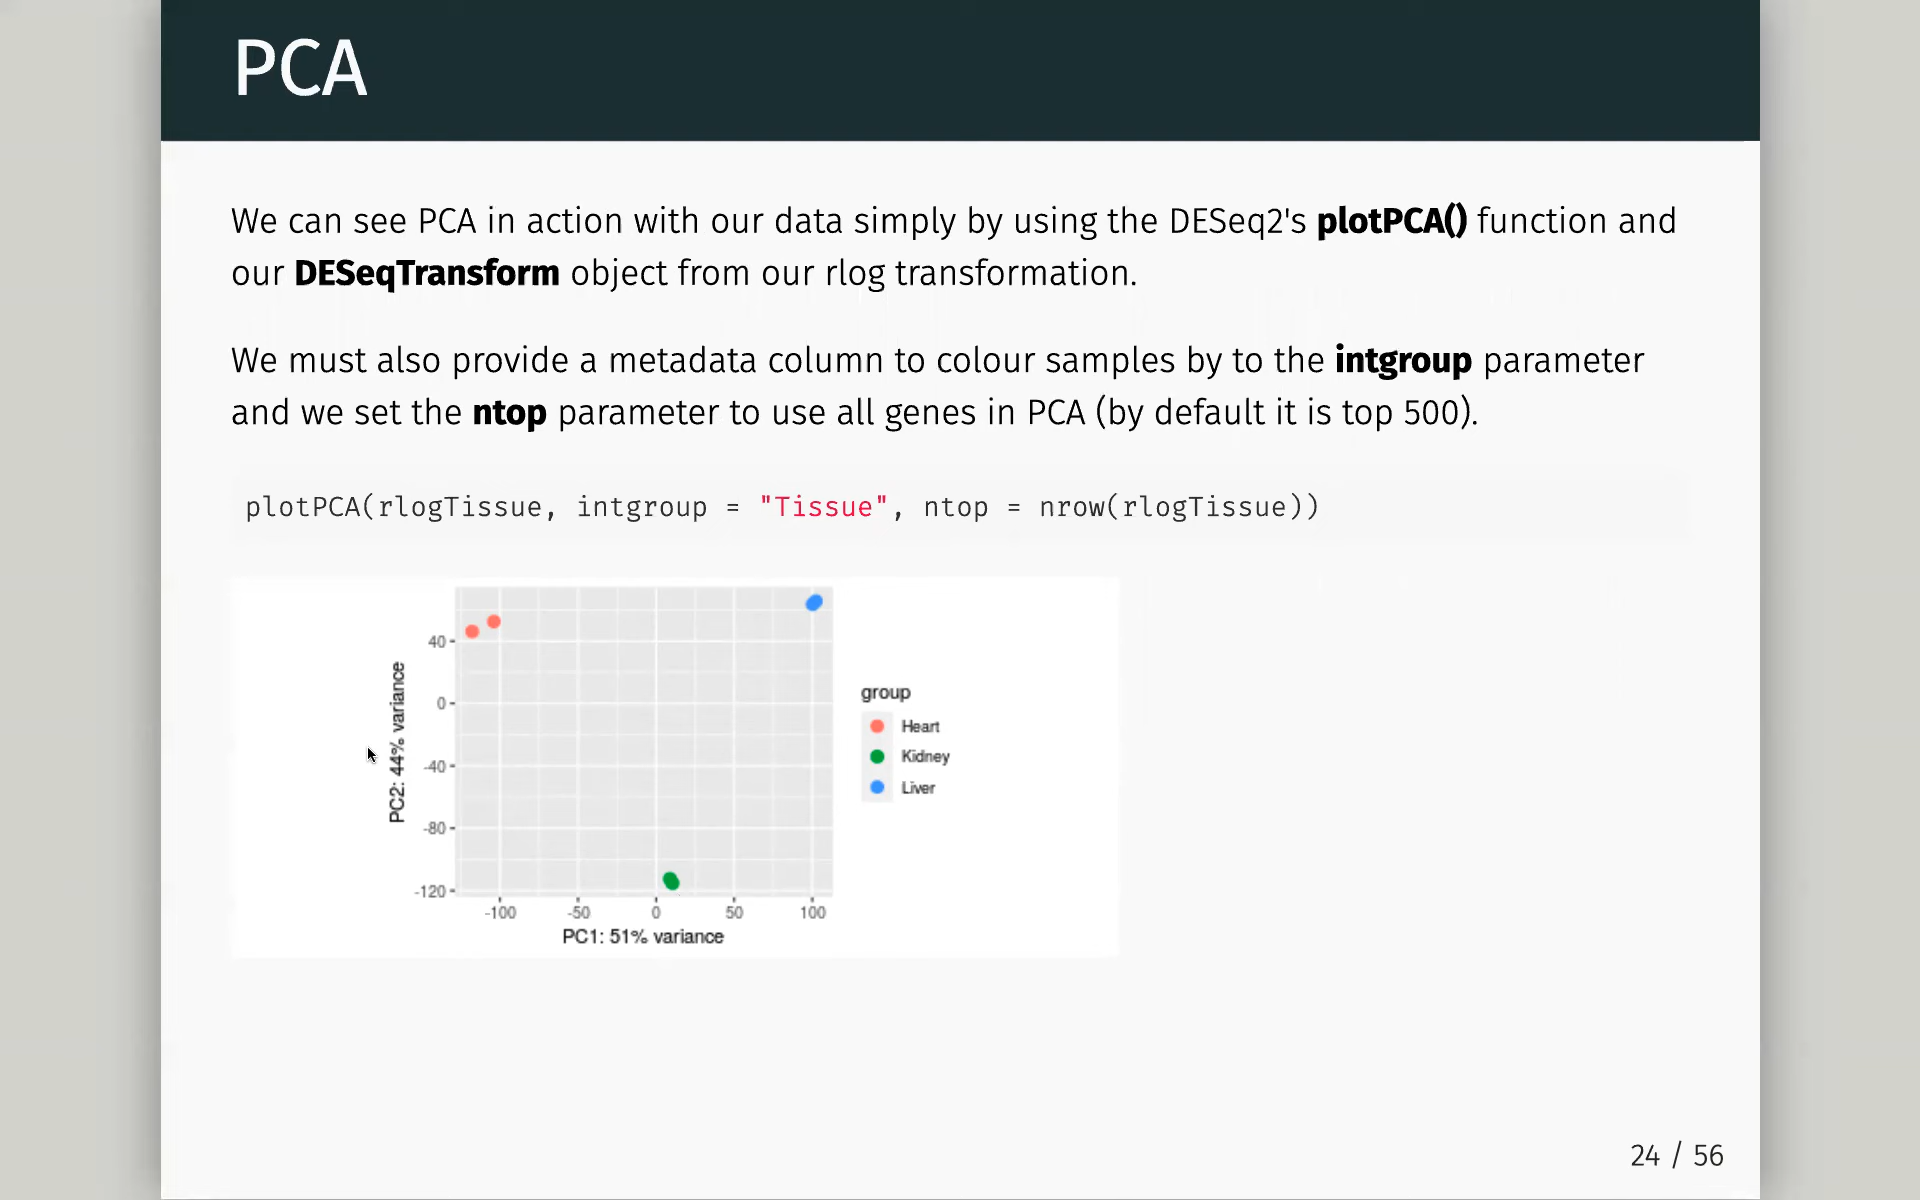 PCA
We can see PCA in action with our data simply by using the DESeq2's plotPCA() function and
our DESeqTransform object from our rlog transformation.
We must also provide a metadata column to colour samples by to the intgroup parameter
and we set the ntop parameter to use all genes in PCA (by default it is top 500).
plotPCA(rlogTissue, intgroup = "Tissue", ntop = nrow(rlogTissue))
PC2: 44% variance
40
0
-40
-80
-120
-100 -50 0 50 100
PC1: 51% variance
group
Heart
Kidney
Liver
24 / 56